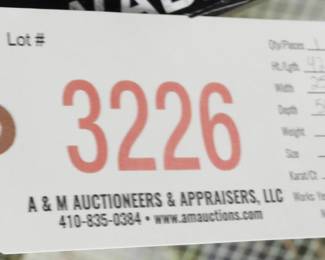 Lot #
3226
A & M AUCTIONEERS & APPRAISERS, LLC
410-835-0384 • www.amauctions.com
Qty/Pieces
Ht./Lgth
Width
Depth
Weight
Size
Karat/Ct
Works: